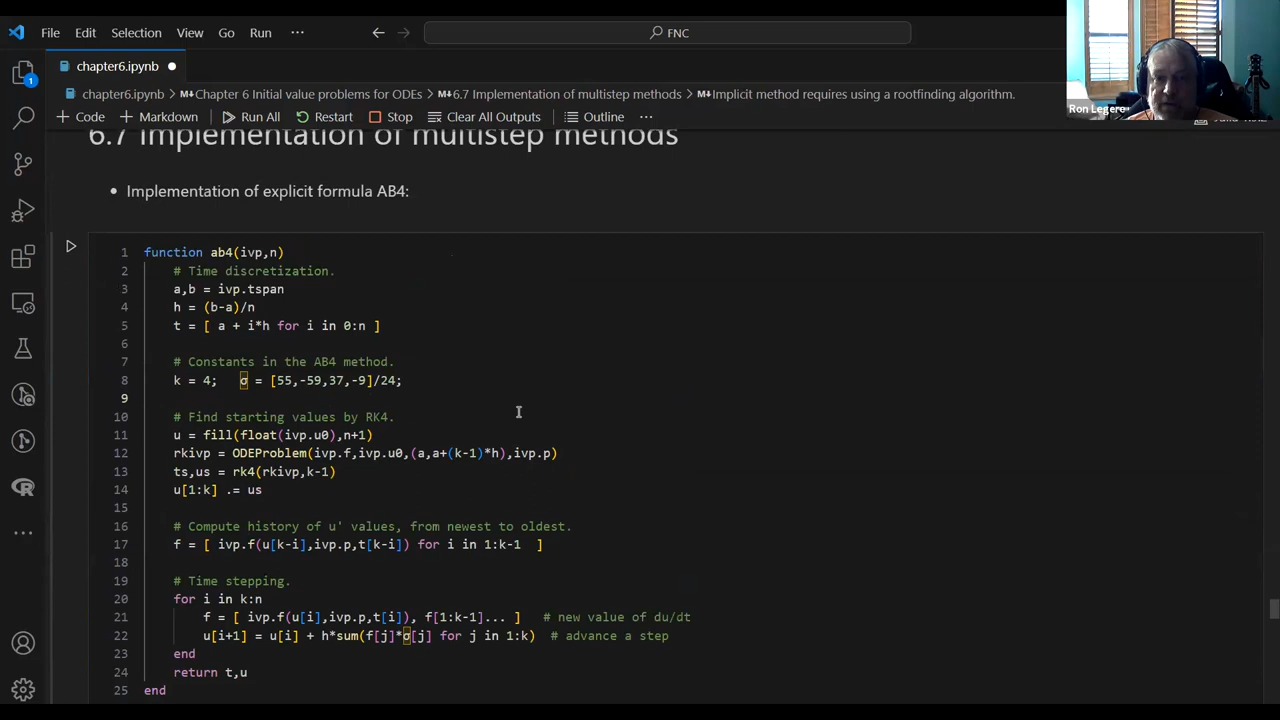 File Edit Selection View Go Run ··· FNC
chapter6.ipynb
chapter6.ipynb > M↓Chapter 6 Initial value problems for ODEs > M↓6.7 Implementation of multistep methods > M↓Implicit method requires using a rootfinding algorithm.
Ron Legere
+ Code + Markdown Run All Restart Clear All Outputs Outline ···
6.7 Implementation of multistep methods
• Implementation of explicit formula AB4:
1 function ab4(ivp,n)
2 # Time discretization.
3 a,b = ivp.tspan
4 h = (b-a)/n
5 t = [ a + i*h for i in 0:n ]
6
7 # Constants in the AB4 method.
8 k = 4; σ = [55,-59,37,-9]/24;
9
10 # Find starting values by RK4.
11 u = fill(float(ivp.u0),n+1)
12 rkivp = ODEProblem(ivp.f,ivp.u0,(a,a+(k-1)*h),ivp.p)
13 ts,us = rk4(rkivp,k-1)
14 u[1:k] .= us
15
16 # Compute history of u' values, from newest to oldest.
17 f = [ ivp.f(u[k-i],ivp.p,t[k-i]) for i in 1:k-1 ]
18
19 # Time stepping.
20 for i in k:n
21 f = [ ivp.f(u[i],ivp.p,t[i]), f[1:k-1]... ] # new value of du/dt
22 u[i+1] = u[i] + h*sum(f[j]*σ[j] for j in 1:k) # advance a step
23 end
24 return t,u
25 end
1